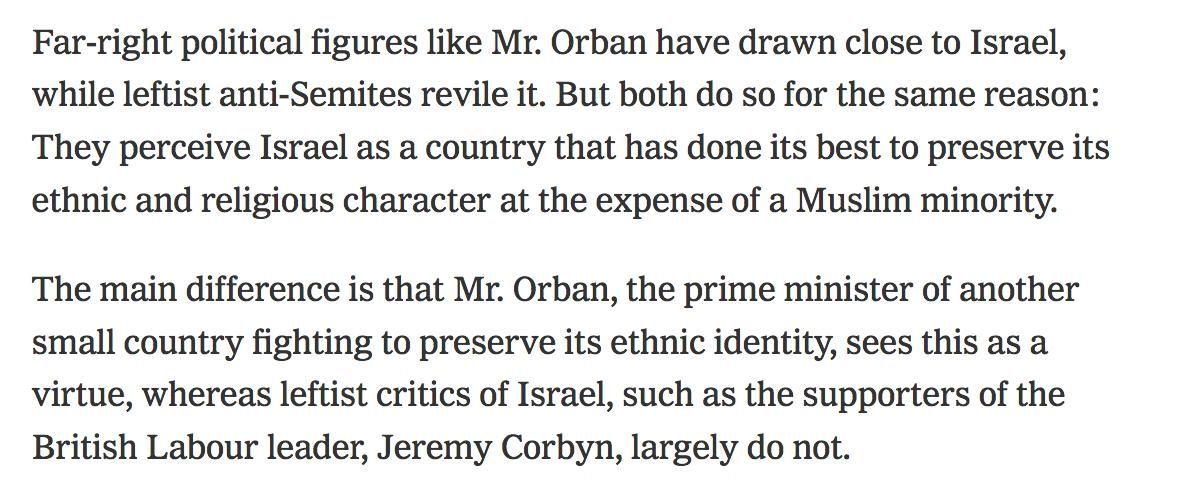 Far-right political figures like Mr. Orban have drawn close to Israel,
while leftist anti-Semites revile it. But both do so for the same reason:
They perceive Israel as a country that has done its best to preserve its
ethnic and religious character at the expense of a Muslim minority.
The main difference is that Mr. Orban, the prime minister of another
small country fighting to preserve its ethnic identity, sees this as a
virtue, whereas leftist critics of Israel, such as the supporters of the
British Labour leader, Jeremy Corbyn, largely do not.